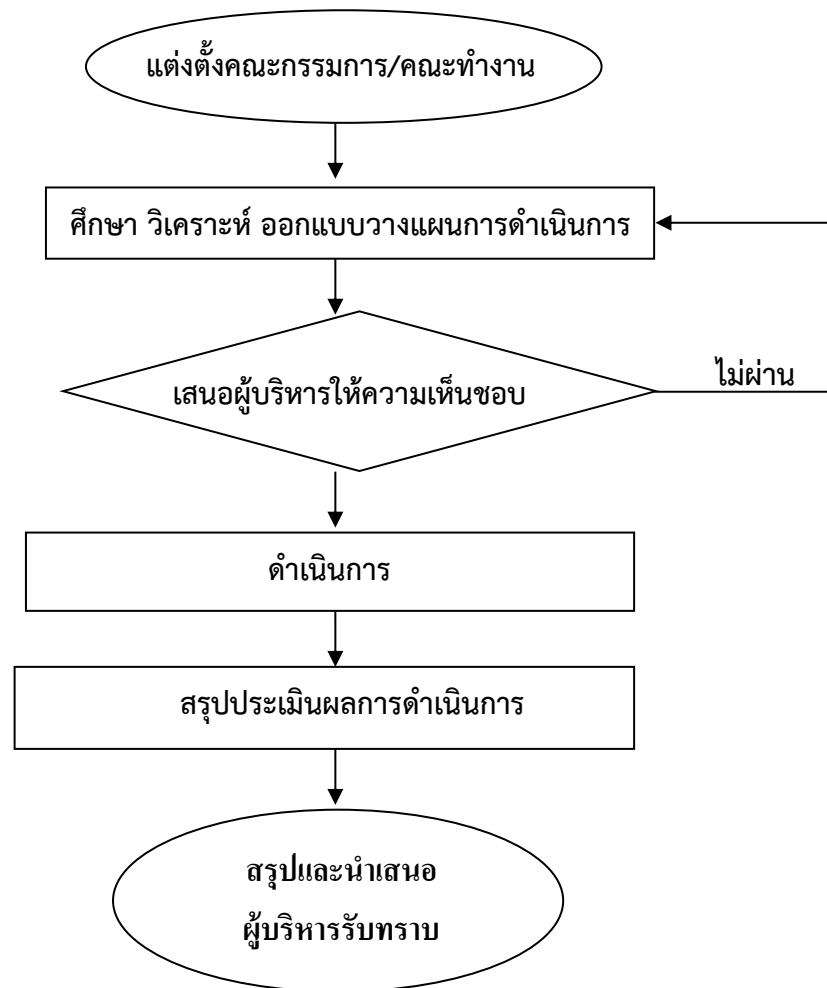 แต่งตั้งคณะกรรมการ/คณะทำงาน
ศึกษา วิเคราะห์ ออกแบบวางแผนการดำเนินการ
เสนอผู้บริหารให้ความเห็นชอบ
ไม่ผ่าน
ดำเนินการ
สรุปประเมินผลการดำเนินการ
สรุปและนำเสนอ
ผู้บริหารรับทราบ